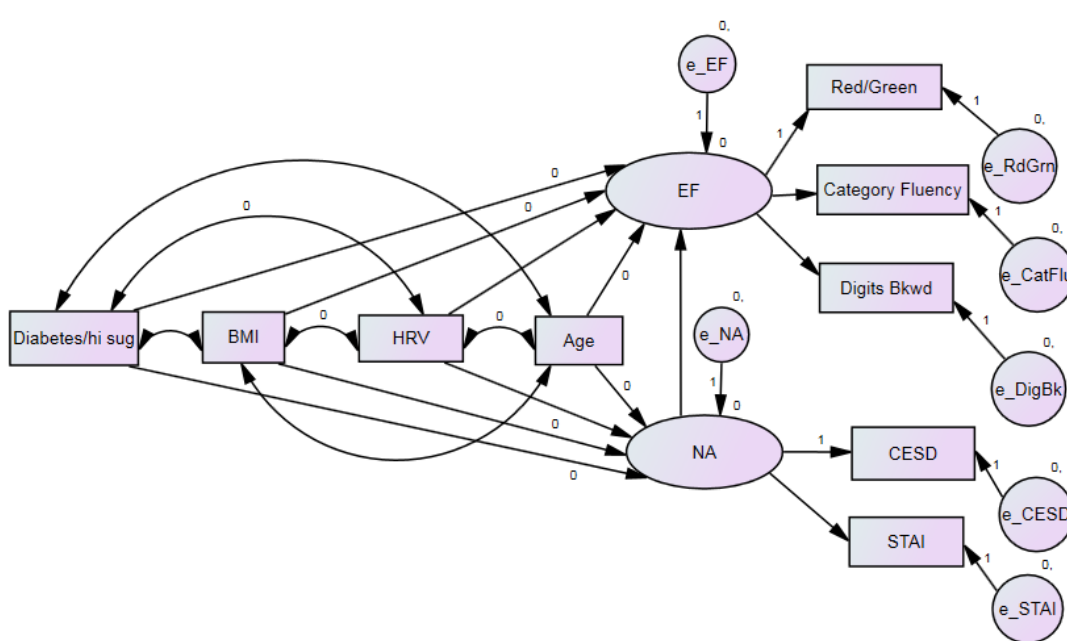 0,
e_EF
1
0
EF
Red/Green
1
1
0,
e_RdGrn
Category Fluency
1
0,
e_CatFlu
Digits Bkwd
1
0,
e_DigBk
0
0
0
0
0
0
Diabetes/hi sug
BMI
HRV
Age
0,
e_NA
1
0
0
0
0
NA
1
CESD
1
0,
e_CESD
STAI
1
0,
e_STAI